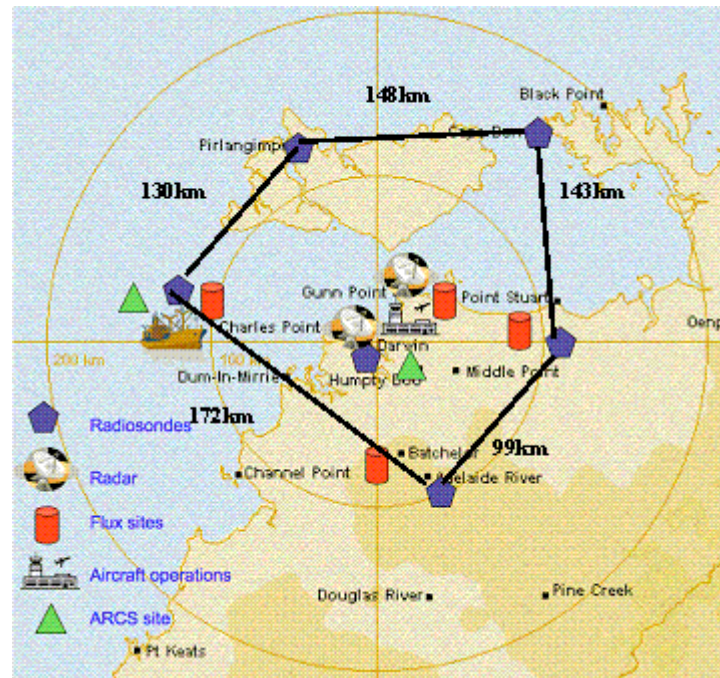 148km
Black Point
Pirlangimp
130km
143km
Gunn Point
Point Stuart
Charles Point
Darwin
200 km
100 km
Dum-In-Mirrie
Middle Point
172km
99km
Batchelor
Radiosondes
Channel Point
Adelaide River
Radar
Flux sites
Aircraft operations
Douglas River
Pine Creek
ARCS site
Pt Keats